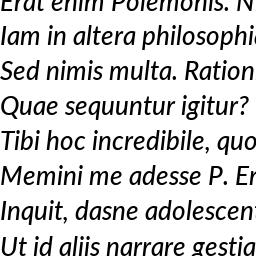 Erat enim Polemonis. N
Iam in altera philosophi
Sed nimis multa. Ration
Quae sequuntur igitur?
Tibi hoc incredibile, quo
Memini me adesse P. Er
Inquit, dasne adolescent
Ut id aliis narrare gestia